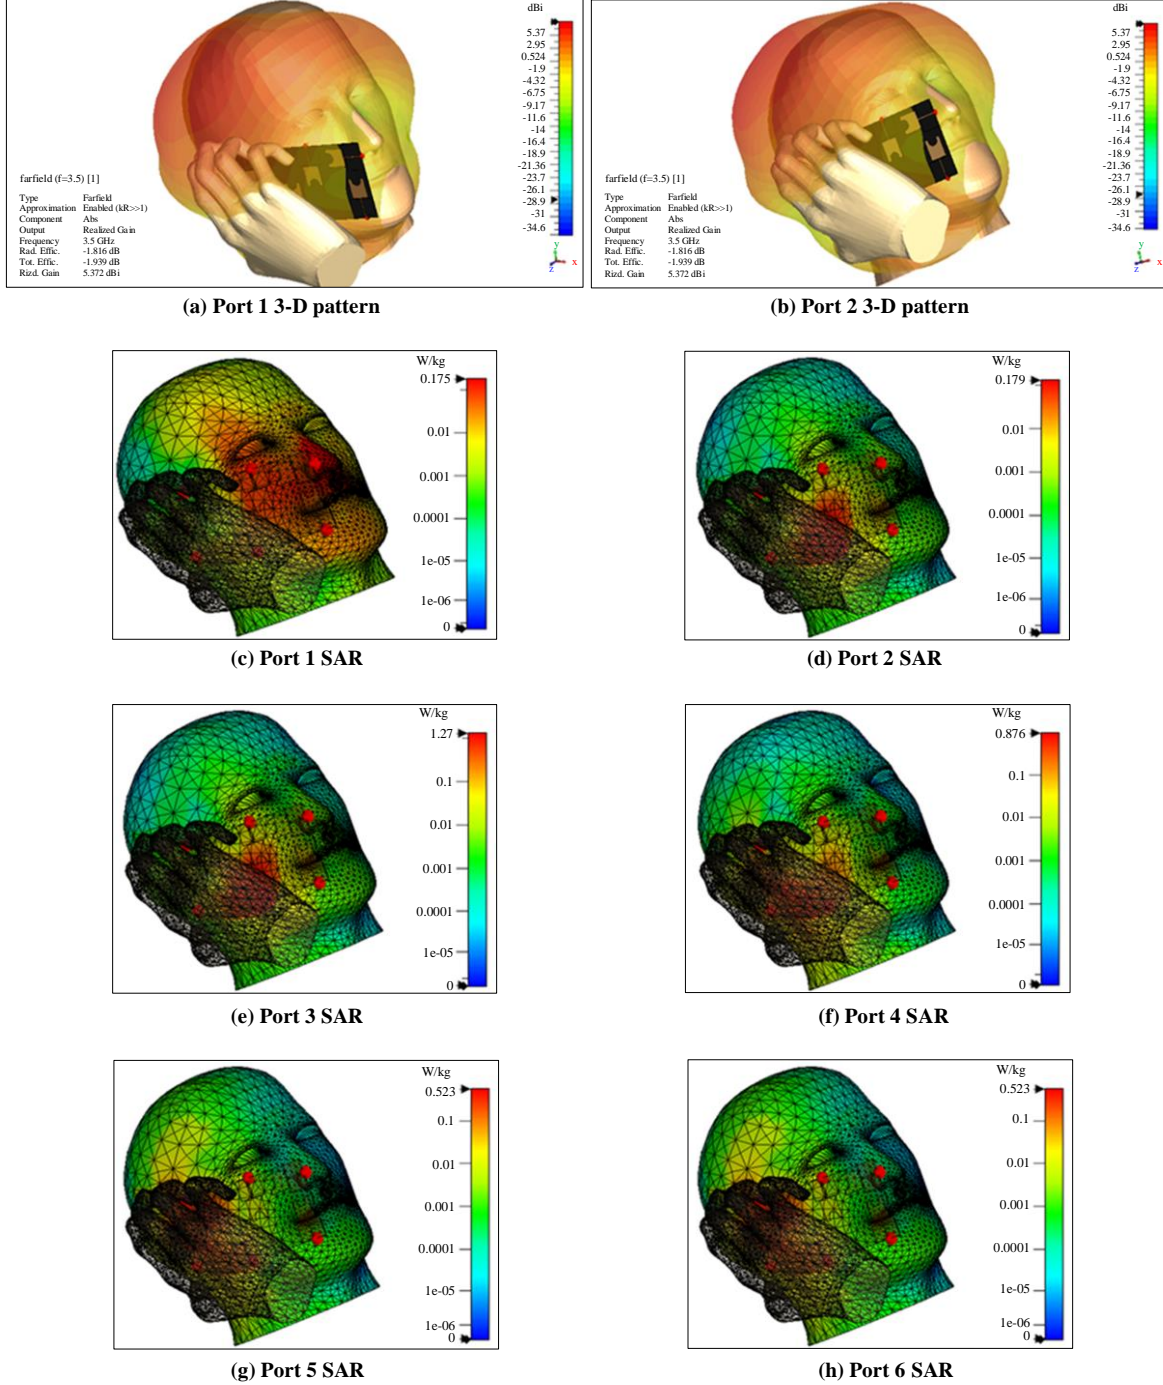 dBi
5.37
2.95
0.524
-1.9
-4.32
-6.75
-9.17
-11.6
-14
-16.4
-18.9
-21.36
-23.7
-26.1
-28.9
-31
-34.6
farfield (f=3.5) [1]
Type Farfield
Approximation Enabled (kR>>1)
Component Abs
Output Realized Gain
Frequency 3.5 GHz
Rad. Effic. -1.816 dB
Tot. Effic. -1.939 dB
Rizd. Gain 5.372 dBi
y
x
z
(a) Port 1 3-D pattern
dBi
5.37
2.95
0.524
-1.9
-4.32
-6.75
-9.17
-11.6
-14
-16.4
-18.9
-21.36
-23.7
-26.1
-28.9
-31
-34.6
farfield (f=3.5) [1]
Type Farfield
Approximation Enabled (kR>>1)
Component Abs
Output Realized Gain
Frequency 3.5 GHz
Rad. Effic. -1.816 dB
Tot. Effic. -1.939 dB
Rizd. Gain 5.372 dBi
y
x
z
(b) Port 2 3-D pattern
W/kg
0.175
0.01
0.001
0.0001
1e-05
1e-06
0
(c) Port 1 SAR
W/kg
0.179
0.01
0.001
0.0001
1e-05
1e-06
0
(d) Port 2 SAR
W/kg
1.27
0.1
0.01
0.001
0.0001
1e-05
0
(e) Port 3 SAR
W/kg
0.876
0.1
0.01
0.001
0.0001
1e-05
0
(f) Port 4 SAR
W/kg
0.523
0.1
0.01
0.001
0.0001
1e-05
1e-06
0
(g) Port 5 SAR
W/kg
0.523
0.1
0.01
0.001
0.0001
1e-05
1e-06
0
(h) Port 6 SAR